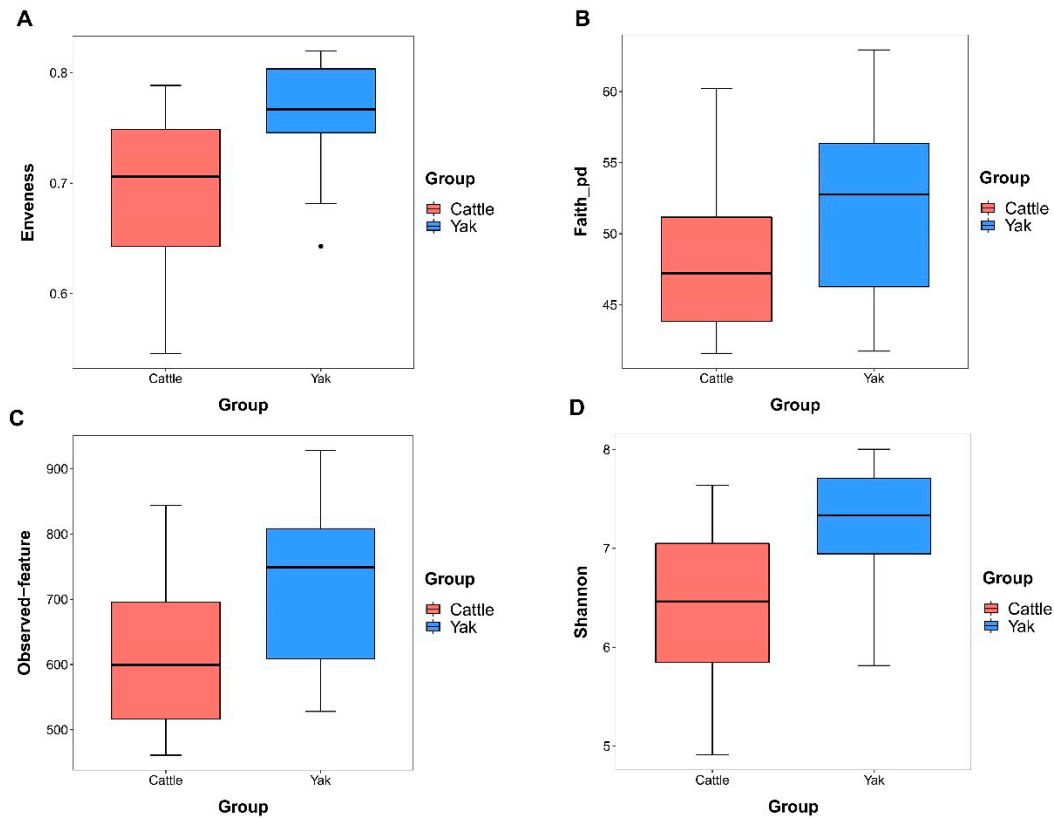 A
Enveness
0.8
0.7
0.6
Cattle
Yak
Group
Group
Cattle
Yak
B
Faith_pd
60
55
50
45
Cattle
Yak
Group
Group
Cattle
Yak
C
Observed-feature
900
800
700
600
500
Cattle
Yak
Group
Group
Cattle
Yak
D
Shannon
8
7
6
5
Cattle
Yak
Group
Group
Cattle
Yak